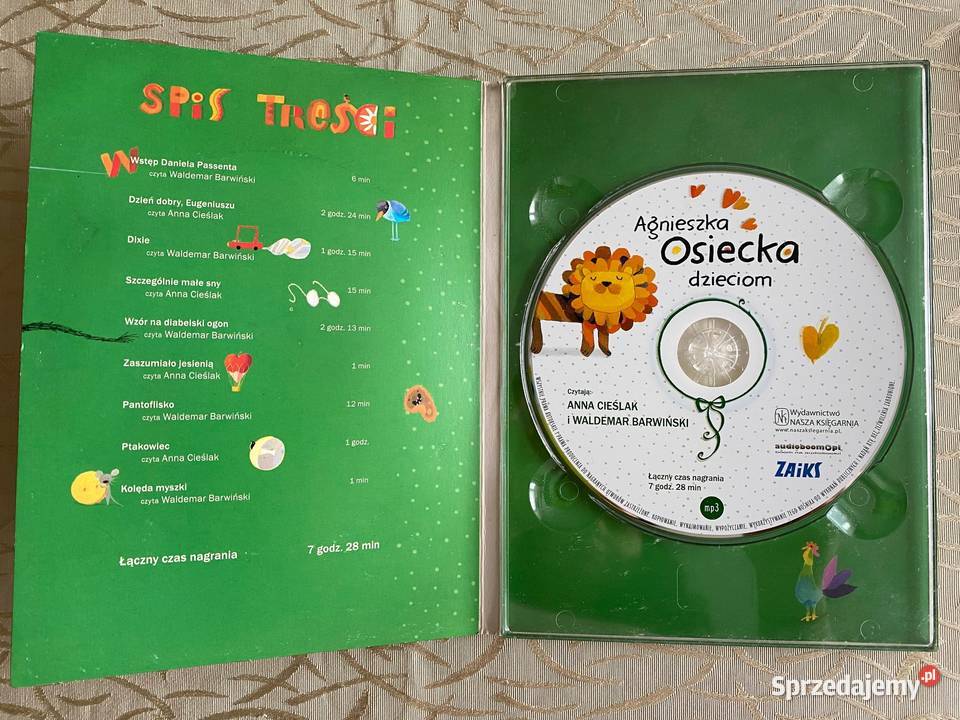 SPiS TREŚCi
Wstęp Daniela Passenta
czyta Waldemar Barwiński 6 min
Dzień dobry, Eugeniuszu
czyta Anna Cieślak 2 godz. 24 min
Dixie
czyta Waldemar Barwiński 1 godz. 15 min
Szczególnie małe sny
czyta Anna Cieślak 15 min
Wzór na diabelski ogon
czyta Waldemar Barwiński 2 godz. 13 min
Zaszumiało jesienią
czyta Anna Cieślak 1 min
Pantoflisko
czyta Waldemar Barwiński 12 min
Ptakowiec
czyta Anna Cieślak 1 godz.
Kolęda myszki
czyta Waldemar Barwiński 1 min
Łączny czas nagrania 7 godz. 28 min
Agnieszka
Osiecka
dzieciom
Czytają:
ANNA CIEŚLAK
i WALDEMAR BARWIŃSKI
Wydawnictwo
NASZA KSIĘGARNIA
www.naszaksiegarnia.pl
audioboom.pl
ZAiKS
Łączny czas nagrania
7 godz. 28 min
mp3
Sprzedajemy.pl